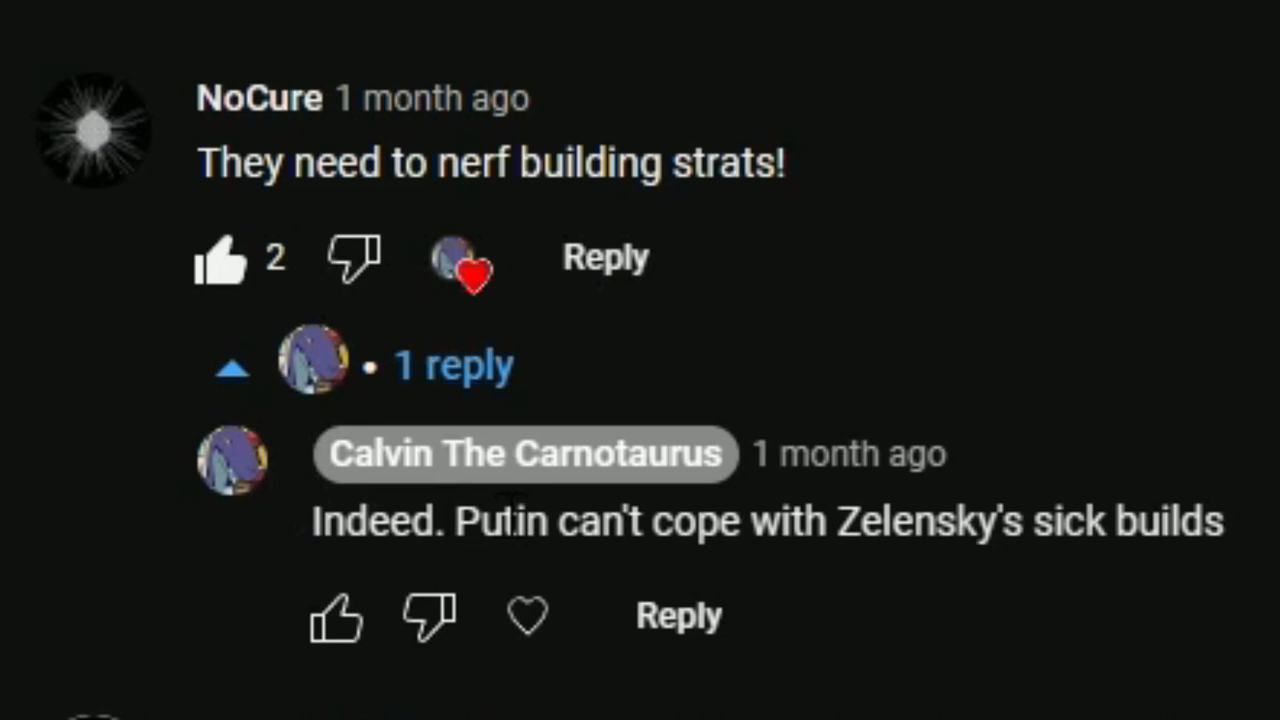 NoCure 1 month ago
They need to nerf building strats!
2 Reply
1 reply
Calvin The Carnotaurus 1 month ago
Indeed. Putin can't cope with Zelensky's sick builds
Reply